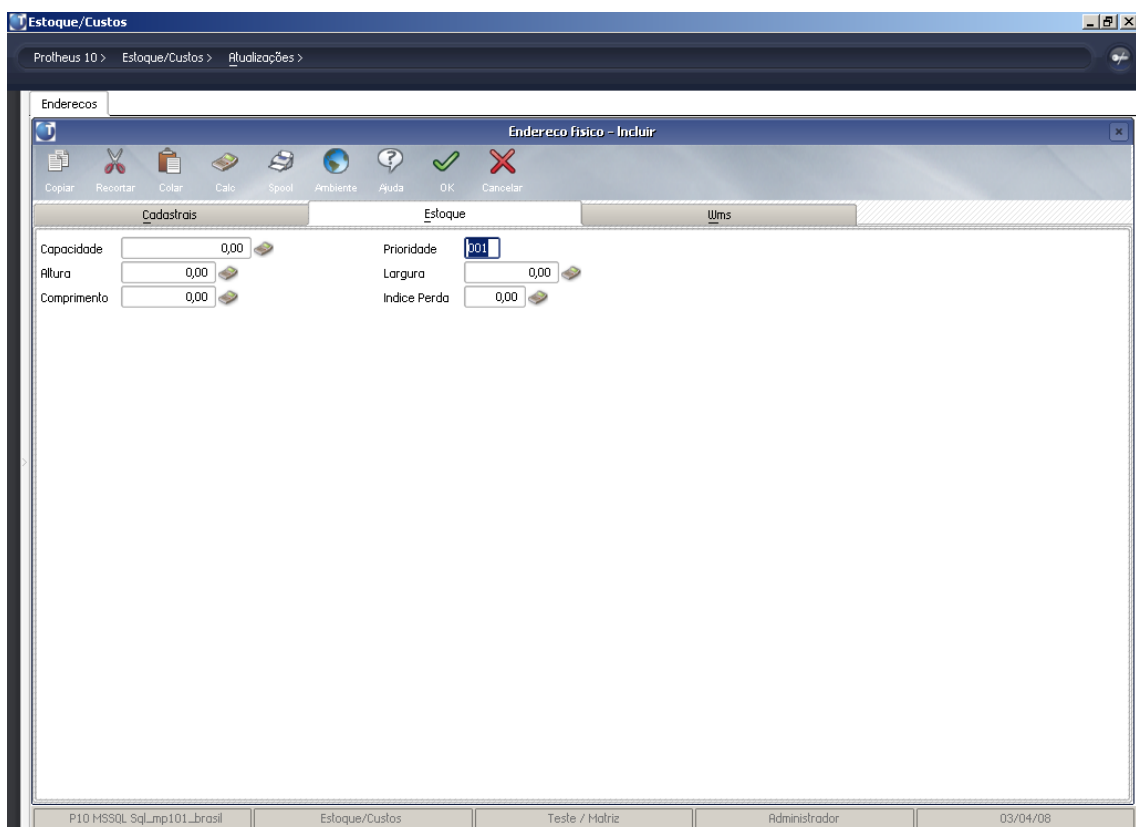 Estoque/Custos
Protheus 10 > Estoque/Custos > Atualizações >
Enderecos
Endereco fisico - Incluir
Copiar Recortar Colar Calc Spool Ambiente Ajuda OK Cancelar
Cadastrais Estoque Wms
Capacidade 0,00 Prioridade 001
Altura 0,00 Largura 0,00
Comprimento 0,00 Indice Perda 0,00
P10 MSSQL Sql_mp101_brasil Estoque/Custos Teste / Matriz Administrador 03/04/08